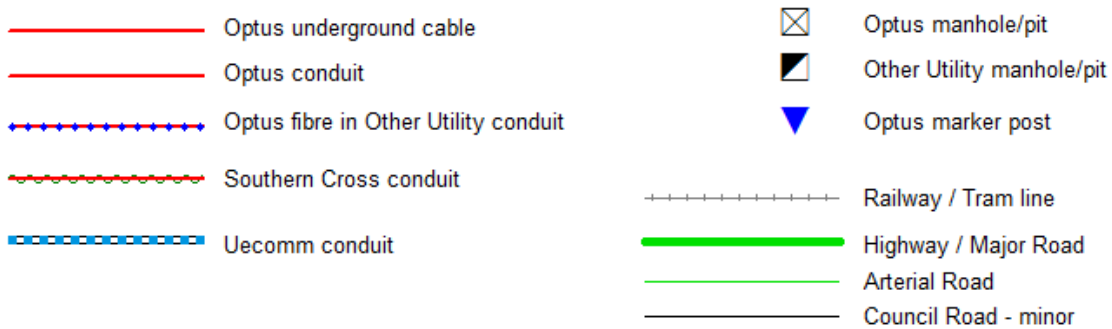 Optus underground cable
Optus conduit
Optus fibre in Other Utility conduit
Southern Cross conduit
Uecomm conduit
Optus manhole/pit
Other Utility manhole/pit
Optus marker post
Railway / Tram line
Highway / Major Road
Arterial Road
Council Road - minor